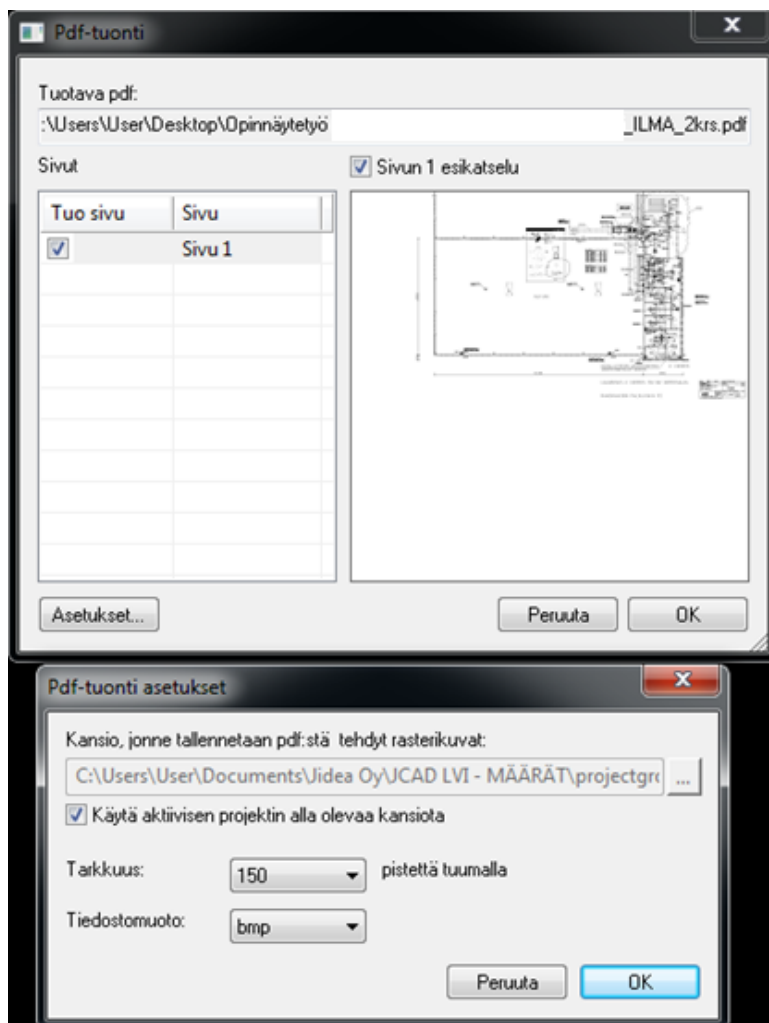 Pdf-tuonti
Tuotava pdf:
:\Users\User\Desktop\Opinnäytetyö _ILMA_2krs.pdf
Sivut
Sivun 1 esikatselu
Tuo sivu Sivu
Sivu 1
Asetukset...
Peruuta OK
Pdf-tuonti asetukset
Kansio, jonne tallennetaan pdf:stä tehdyt rasterikuvat:
C:\Users\User\Documents\Jidea Oy\JCAD LVI - MÄÄRÄT\projectgr
...
Käytä aktiivisen projektin alla olevaa kansiota
Tarkkuus: 150 pistettä tuumalla
Tiedostomuoto: bmp
Peruuta OK